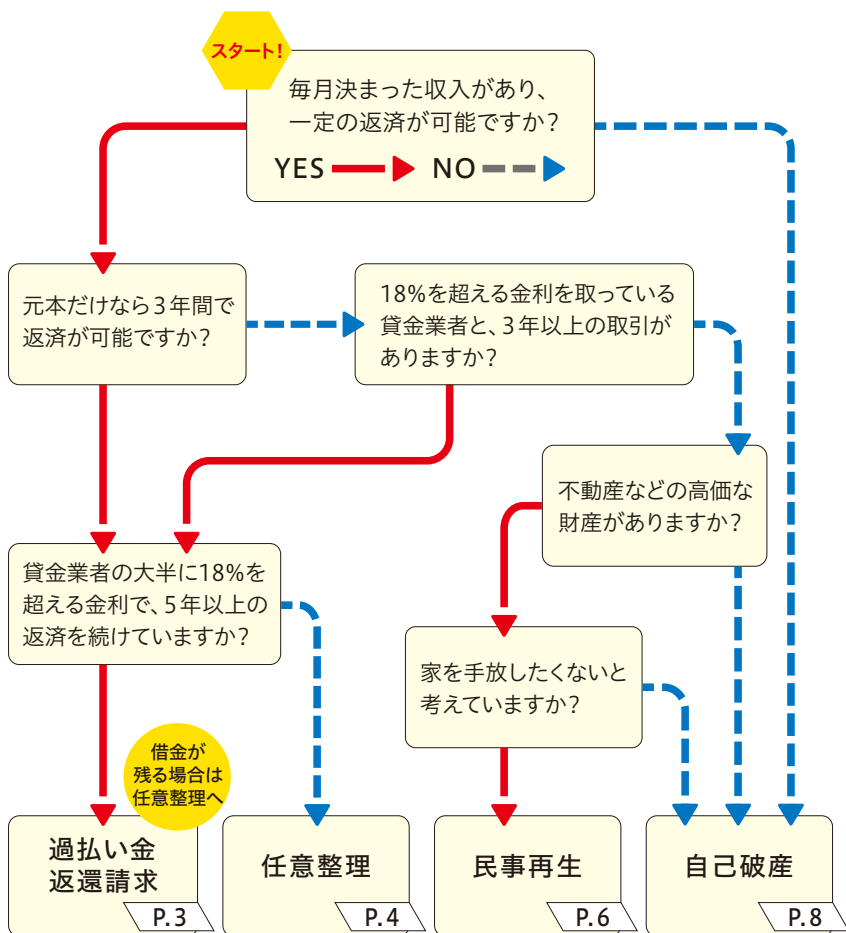 スタート!
毎月決まった収入があり、
一定の返済が可能ですか?
YES NO
元本だけなら3年間で
返済が可能ですか?
18%を超える金利を取っている
貸金業者と、3年以上の取引が
ありますか?
不動産などの高価な
財産がありますか?
貸金業者の大半に18%を
超える金利で、5年以上の
返済を続けていますか?
家を手放したくないと
考えていますか?
借金が
残る場合は
任意整理へ
過払い金
返還請求
P.3
任意整理
P.4
民事再生
P.6
自己破産
P.8